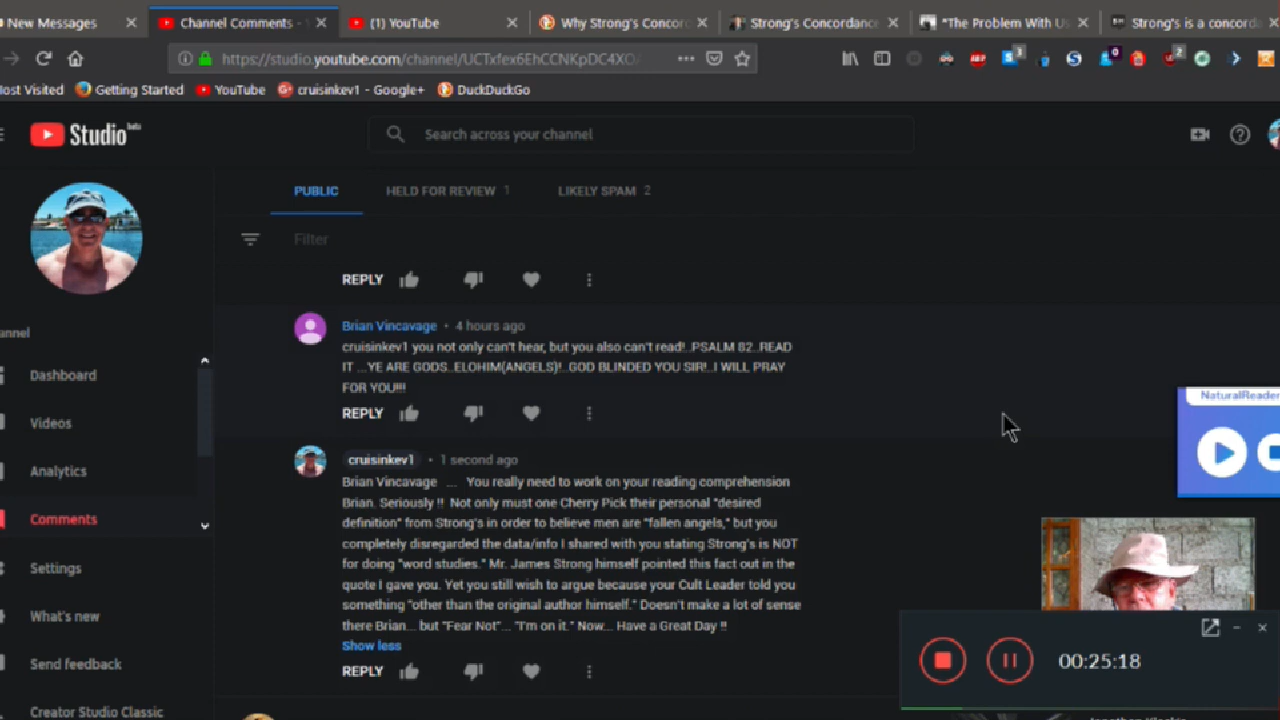 New Messages
Channel Comments -
(1) YouTube
Why Strong's Concor
Strong's Concordance
"The Problem With Us
Strong's is a concord
https://studio.youtube.com/channel/UCTxfex6EhCCNKpDC4XO
3
0
2
ost Visited
Getting Started
YouTube
cruisinkev1 - Google+
DuckDuckGo
Studio beta
Search across your channel
PUBLIC
HELD FOR REVIEW 1
LIKELY SPAM 2
Filter
REPLY
annel
Dashboard
Videos
Analytics
Comments
Settings
What's new
Send feedback
Creator Studio Classic
Brian Vincavage • 4 hours ago
cruisinkev1 you not only can't hear, but you also can't read!..PSALM 82..READ
IT ...YE ARE GODS..ELOHIM(ANGELS)!..GOD BLINDED YOU SIR!..I WILL PRAY
FOR YOU!!!
REPLY
cruisinkev1 • 1 second ago
Brian Vincavage ... You really need to work on your reading comprehension
Brian. Seriously !! Not only must one Cherry Pick their personal "desired
definition" from Strong's in order to believe men are "fallen angels," but you
completely disregarded the data/info I shared with you stating Strong's is NOT
for doing "word studies." Mr. James Strong himself pointed this fact out in the
quote I gave you. Yet you still wish to argue because your Cult Leader told you
something "other than the original author himself." Doesn't make a lot of sense
there Brian... but "Fear Not"... "I'm on it." Now... Have a Great Day !!
Show less
REPLY
NaturalReader
00:25:18